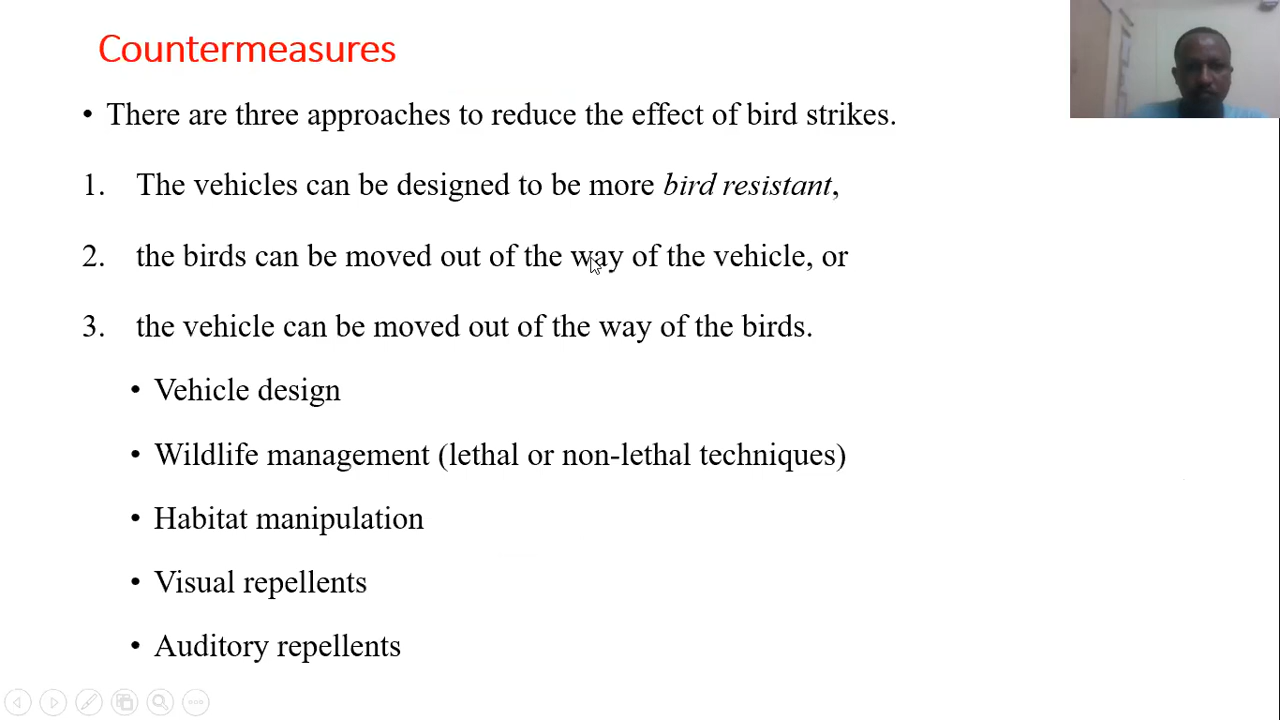 Countermeasures
• There are three approaches to reduce the effect of bird strikes.
1. The vehicles can be designed to be more bird resistant,
2. the birds can be moved out of the way of the vehicle, or
3. the vehicle can be moved out of the way of the birds.
• Vehicle design
• Wildlife management (lethal or non-lethal techniques)
• Habitat manipulation
• Visual repellents
• Auditory repellents